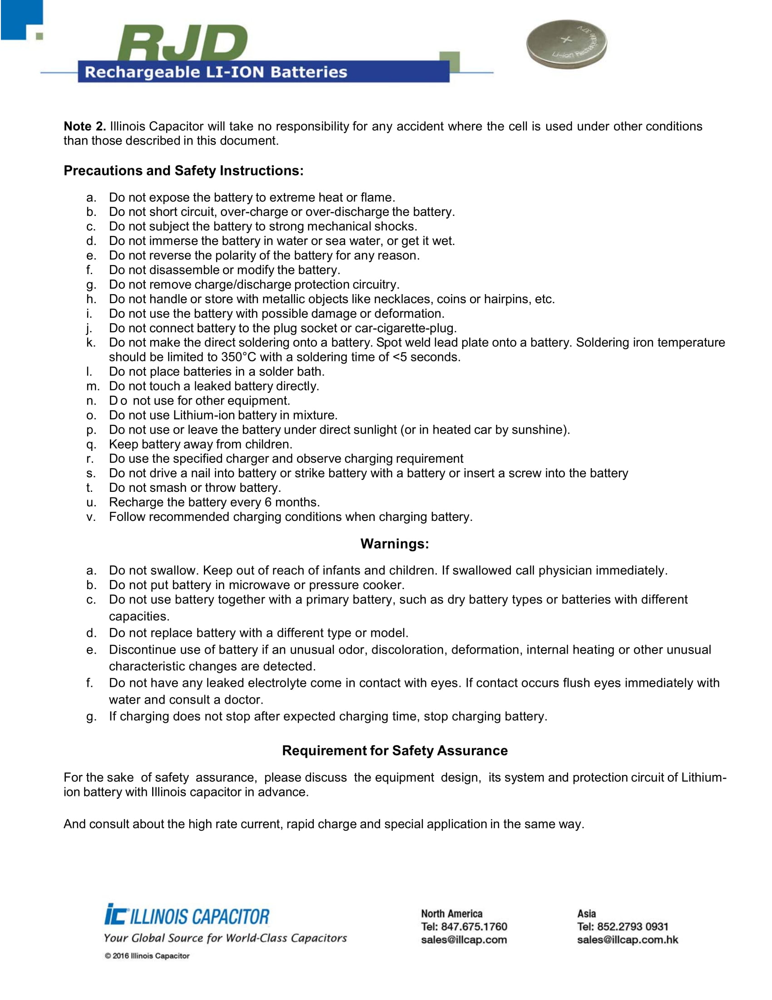 RJD
Rechargeable LI-ION Batteries
Li-ion Rechargeable 3.7V
Note 2. Illinois Capacitor will take no responsibility for any accident where the cell is used under other conditions
than those described in this document.
Precautions and Safety Instructions:
a. Do not expose the battery to extreme heat or flame.
b. Do not short circuit, over-charge or over-discharge the battery.
c. Do not subject the battery to strong mechanical shocks.
d. Do not immerse the battery in water or sea water, or get it wet.
e. Do not reverse the polarity of the battery for any reason.
f. Do not disassemble or modify the battery.
g. Do not remove charge/discharge protection circuitry.
h. Do not handle or store with metallic objects like necklaces, coins or hairpins, etc.
i. Do not use the battery with possible damage or deformation.
j. Do not connect battery to the plug socket or car-cigarette-plug.
k. Do not make the direct soldering onto a battery. Spot weld lead plate onto a battery. Soldering iron temperature
should be limited to 350°C with a soldering time of <5 seconds.
l. Do not place batteries in a solder bath.
m. Do not touch a leaked battery directly.
n. Do not use for other equipment.
o. Do not use Lithium-ion battery in mixture.
p. Do not use or leave the battery under direct sunlight (or in heated car by sunshine).
q. Keep battery away from children.
r. Do use the specified charger and observe charging requirement
s. Do not drive a nail into battery or strike battery with a battery or insert a screw into the battery
t. Do not smash or throw battery.
u. Recharge the battery every 6 months.
v. Follow recommended charging conditions when charging battery.
Warnings:
a. Do not swallow. Keep out of reach of infants and children. If swallowed call physician immediately.
b. Do not put battery in microwave or pressure cooker.
c. Do not use battery together with a primary battery, such as dry battery types or batteries with different
capacities.
d. Do not replace battery with a different type or model.
e. Discontinue use of battery if an unusual odor, discoloration, deformation, internal heating or other unusual
characteristic changes are detected.
f. Do not have any leaked electrolyte come in contact with eyes. If contact occurs flush eyes immediately with
water and consult a doctor.
g. If charging does not stop after expected charging time, stop charging battery.
Requirement for Safety Assurance
For the sake of safety assurance, please discuss the equipment design, its system and protection circuit of Lithium-
ion battery with Illinois capacitor in advance.
And consult about the high rate current, rapid charge and special application in the same way.
ic ILLINOIS CAPACITOR
Your Global Source for World-Class Capacitors
© 2016 Illinois Capacitor
North America
Tel: 847.675.1760
sales@illcap.com
Asia
Tel: 852.2793 0931
sales@illcap.com.hk